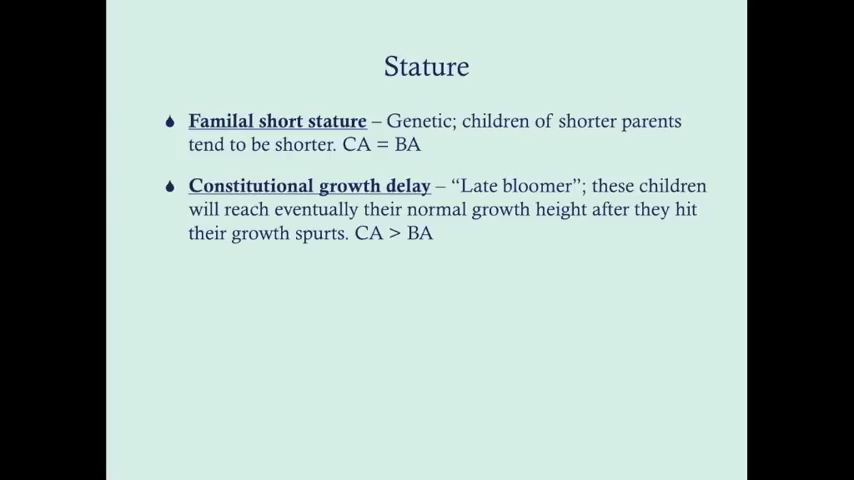 Stature
Familal short stature – Genetic; children of shorter parents
tend to be shorter. CA = BA
Constitutional growth delay – “Late bloomer”; these children
will reach eventually their normal growth height after they hit
their growth spurts. CA > BA